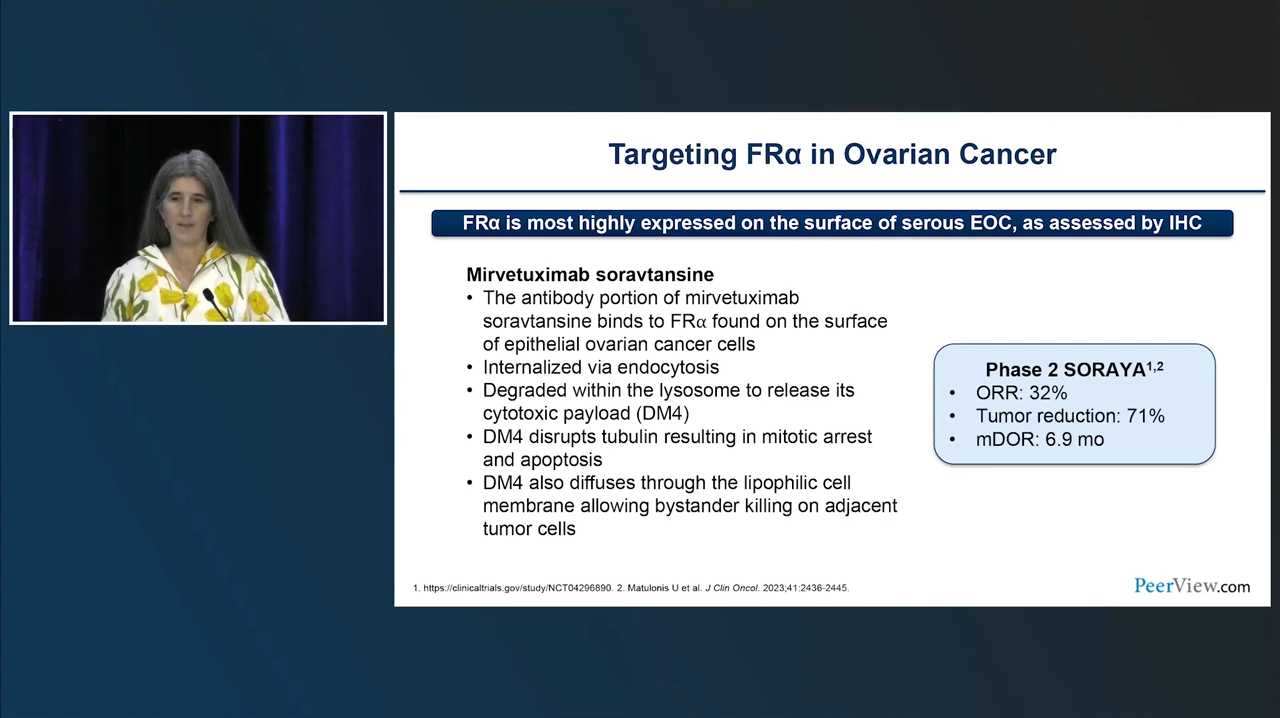 Targeting FRα in Ovarian Cancer
FRα is most highly expressed on the surface of serous EOC, as assessed by IHC
Mirvetuximab soravtansine
• The antibody portion of mirvetuximab
soravtansine binds to FRα found on the surface
of epithelial ovarian cancer cells
• Internalized via endocytosis
• Degraded within the lysosome to release its
cytotoxic payload (DM4)
• DM4 disrupts tubulin resulting in mitotic arrest
and apoptosis
• DM4 also diffuses through the lipophilic cell
membrane allowing bystander killing on adjacent
tumor cells
Phase 2 SORAYA1,2
• ORR: 32%
• Tumor reduction: 71%
• mDOR: 6.9 mo
1. https://clinicaltrials.gov/study/NCT04296890. 2. Matulonis U et al. J Clin Oncol. 2023;41:2436-2445.
PeerView.com